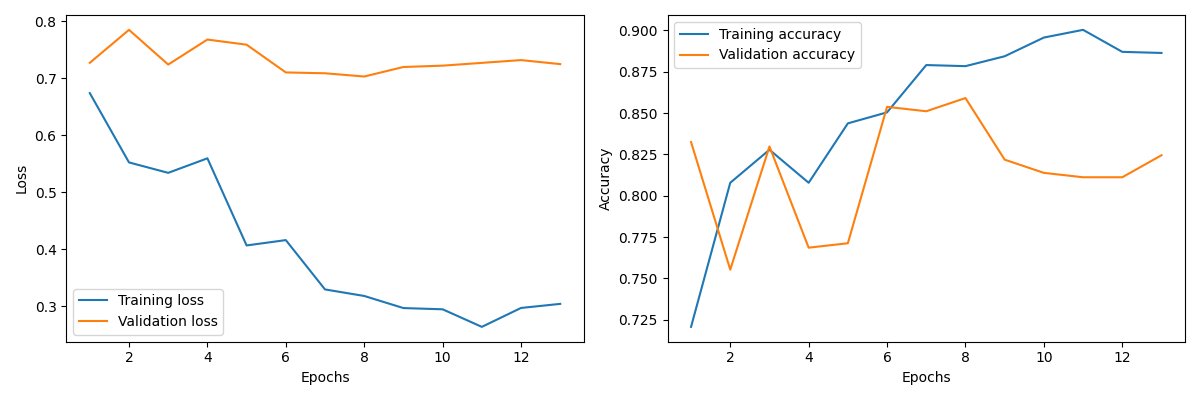 0.8
0.7
0.6
0.5
0.4
0.3
Loss
Training loss
Validation loss
2 4 6 8 10 12
Epochs
0.900
0.875
0.850
0.825
0.800
0.775
0.750
0.725
Accuracy
Training accuracy
Validation accuracy
2 4 6 8 10 12
Epochs